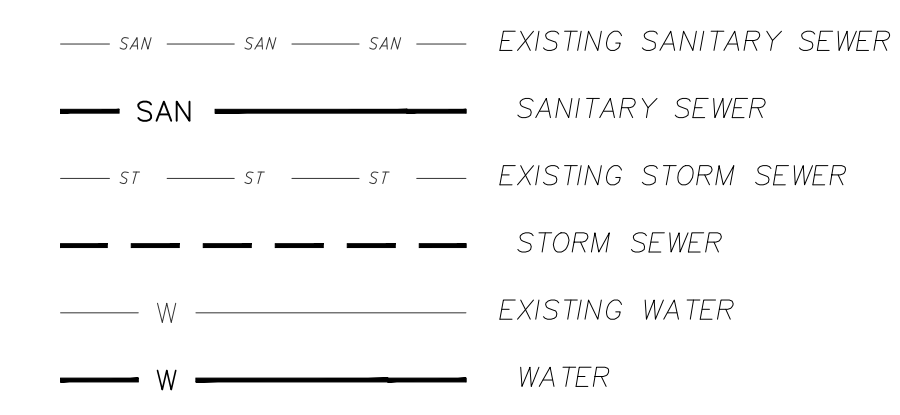 SAN SAN SAN EXISTING SANITARY SEWER
SAN SANITARY SEWER
ST ST ST EXISTING STORM SEWER
STORM SEWER
W EXISTING WATER
W WATER